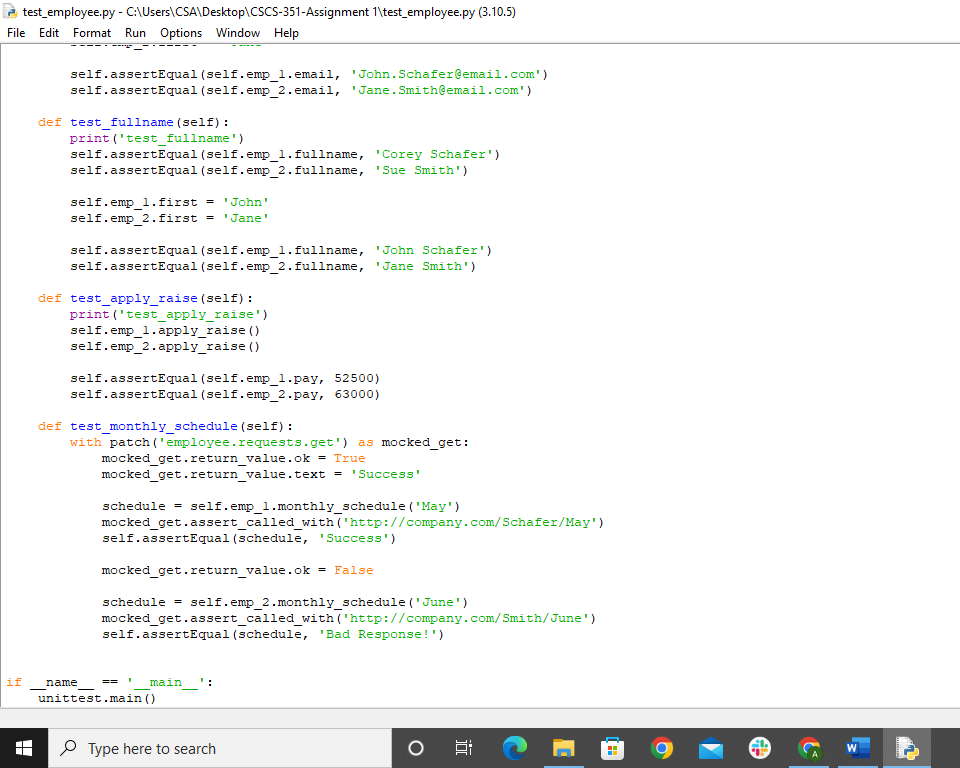 test_employee.py - C:\Users\CSA\Desktop\CSCS-351-Assignment 1\test_employee.py (3.10.5)
File Edit Format Run Options Window Help
        self.assertEqual(self.emp_1.email, 'John.Schafer@email.com')
        self.assertEqual(self.emp_2.email, 'Jane.Smith@email.com')
    def test_fullname(self):
        print('test_fullname')
        self.assertEqual(self.emp_1.fullname, 'Corey Schafer')
        self.assertEqual(self.emp_2.fullname, 'Sue Smith')
        self.emp_1.first = 'John'
        self.emp_2.first = 'Jane'
        self.assertEqual(self.emp_1.fullname, 'John Schafer')
        self.assertEqual(self.emp_2.fullname, 'Jane Smith')
    def test_apply_raise(self):
        print('test_apply_raise')
        self.emp_1.apply_raise()
        self.emp_2.apply_raise()
        self.assertEqual(self.emp_1.pay, 52500)
        self.assertEqual(self.emp_2.pay, 63000)
    def test_monthly_schedule(self):
        with patch('employee.requests.get') as mocked_get:
            mocked_get.return_value.ok = True
            mocked_get.return_value.text = 'Success'
            schedule = self.emp_1.monthly_schedule('May')
            mocked_get.assert_called_with('http://company.com/Schafer/May')
            self.assertEqual(schedule, 'Success')
            mocked_get.return_value.ok = False
            schedule = self.emp_2.monthly_schedule('June')
            mocked_get.assert_called_with('http://company.com/Smith/June')
            self.assertEqual(schedule, 'Bad Response!')
if __name__ == '__main__':
    unittest.main()
Type here to search
A
W